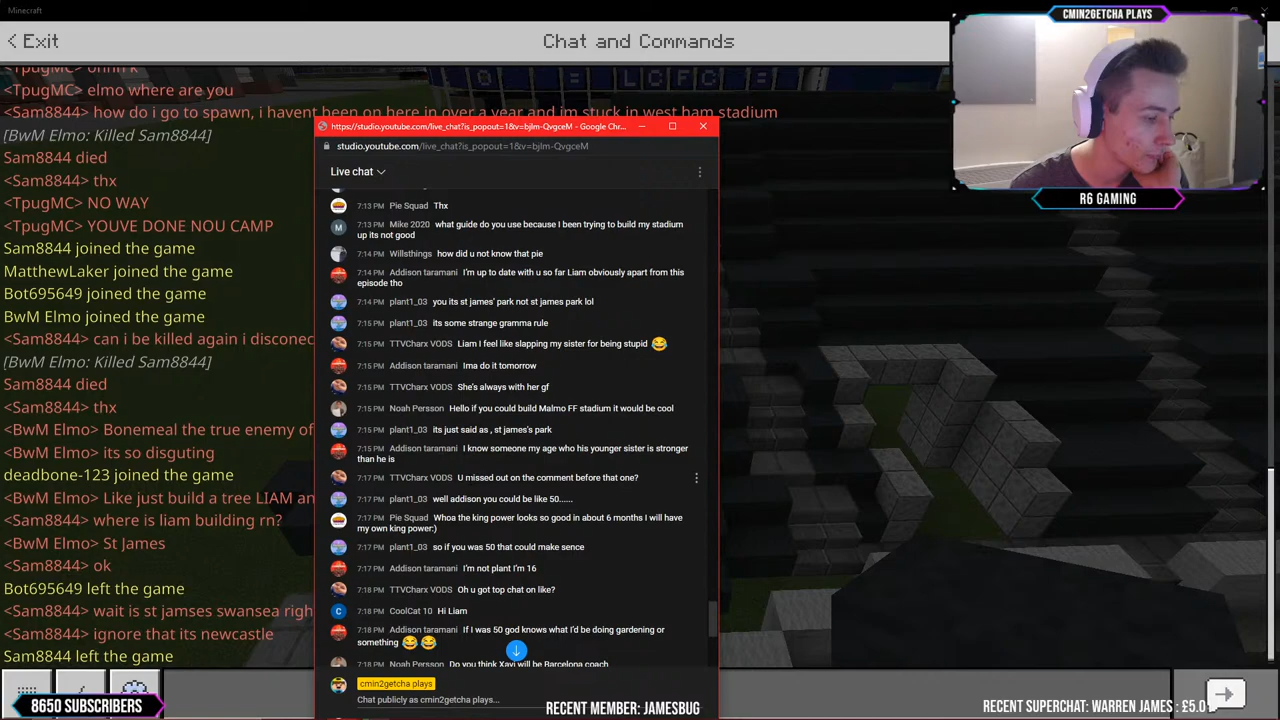 Minecraft
< Exit
Chat and Commands
CMIN2GETCHA PLAYS
R6 GAMING
<TpugMC> elmo where are you
<Sam8844> how do i go to spawn, i havent been on here in over a year and im stuck in west ham stadium
[BwM Elmo: Killed Sam8844]
Sam8844 died
<Sam8844> thx
<TpugMC> NO WAY
<TpugMC> YOUVE DONE NOU CAMP
Sam8844 joined the game
MatthewLaker joined the game
Bot695649 joined the game
BwM Elmo joined the game
<Sam8844> can i be killed again i disconec
[BwM Elmo: Killed Sam8844]
Sam8844 died
<Sam8844> thx
<BwM Elmo> Bonemeal the true enemy of
<BwM Elmo> its so disguting
deadbone-123 joined the game
<BwM Elmo> Like just build a tree LIAM an
<Sam8844> where is liam building rn?
<BwM Elmo> St James
<Sam8844> ok
Bot695649 left the game
<Sam8844> wait is st jamses swansea righ
<Sam8844> ignore that its newcastle
Sam8844 left the game
8650 SUBSCRIBERS
https://studio.youtube.com/live_chat?is_popout=1&v=bjlm-QvgceM - Google Chr...
studio.youtube.com/live_chat?is_popout=1&v=bjlm-QvgceM
Live chat
7:13 PM Pie Squad Thx
7:13 PM Mike 2020 what guide do you use because I been trying to build my stadium
up its not good
7:14 PM Willsthings how did u not know that pie
7:14 PM Addison taramani I'm up to date with u so far Liam obviously apart from this
episode tho
7:14 PM plant1_03 you its st james' park not st james park lol
7:15 PM plant1_03 its some strange gramma rule
7:15 PM TTVCharx VODS Liam I feel like slapping my sister for being stupid 😂
7:15 PM Addison taramani Ima do it tomorrow
7:15 PM TTVCharx VODS She's always with her gf
7:15 PM Noah Persson Hello if you could build Malmo FF stadium it would be cool
7:15 PM plant1_03 its just said as , st james's park
7:15 PM Addison taramani I know someone my age who his younger sister is stronger
than he is
7:17 PM TTVCharx VODS U missed out on the comment before that one?
7:17 PM plant1_03 well addison you could be like 50......
7:17 PM Pie Squad Whoa the king power looks so good in about 6 months I will have
my own king power:)
7:17 PM plant1_03 so if you was 50 that could make sence
7:17 PM Addison taramani I'm not plant I'm 16
7:18 PM TTVCharx VODS Oh u got top chat on like?
7:18 PM CoolCat 10 Hi Liam
7:18 PM Addison taramani If I was 50 god knows what I'd be doing gardening or
something 😂 😂
7:18 PM Noah Persson Do you think Xavi will be Barcelona coach
cmin2getcha plays
Chat publicly as cmin2getcha plays...
RECENT MEMBER: JAMESBUG
RECENT SUPERCHAT: WARREN JAMES : £5.0